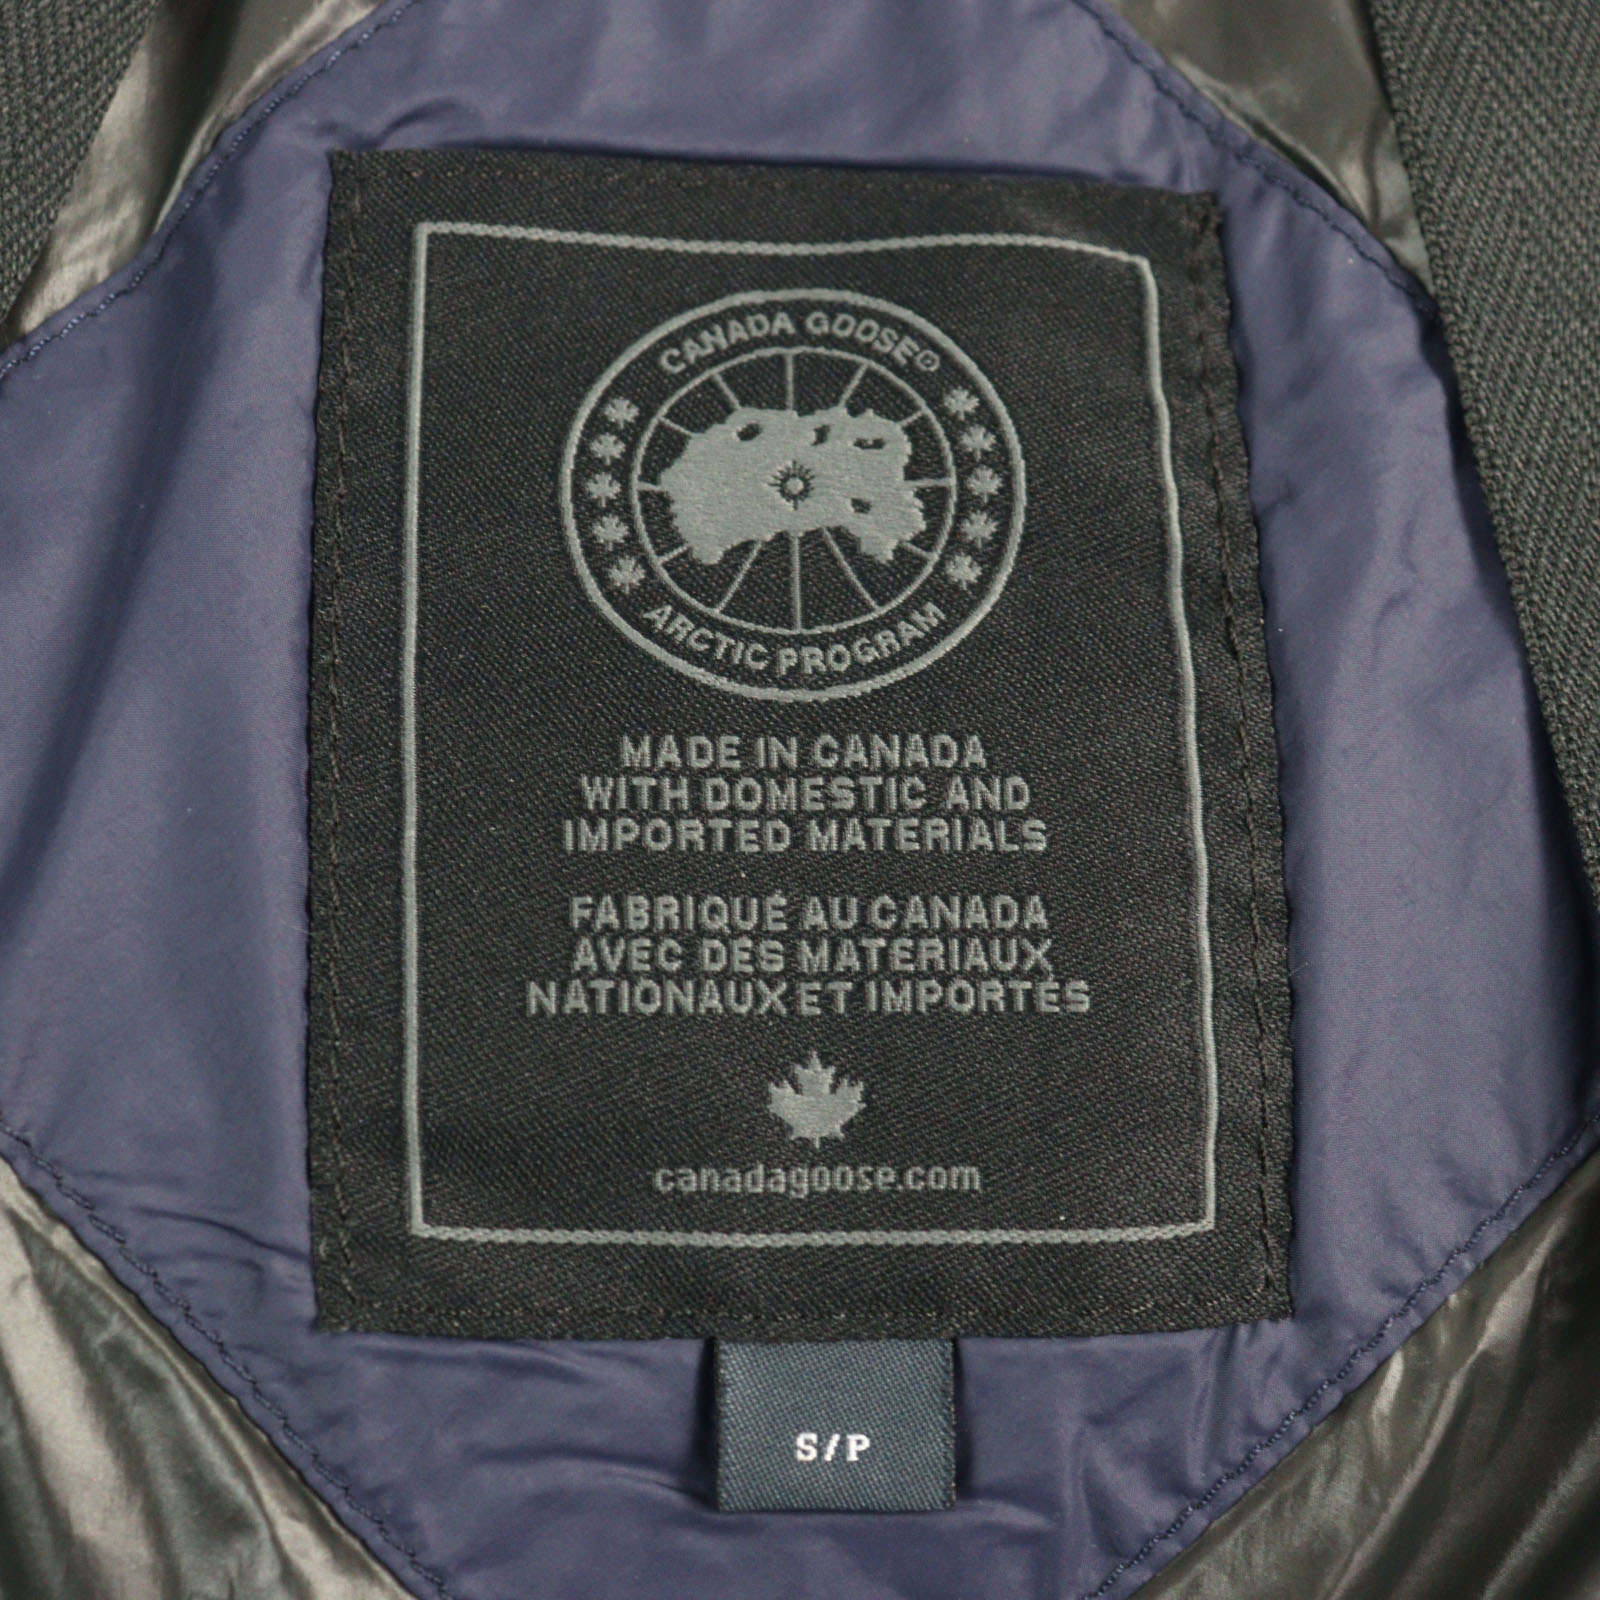 CANADA GOOSE®
ARCTIC PROGRAM
MADE IN CANADA
WITH DOMESTIC AND
IMPORTED MATERIALS
FABRIQUÉ AU CANADA
AVEC DES MATERIAUX
NATIONAUX ET IMPORTÉS
canadagoose.com
S/P